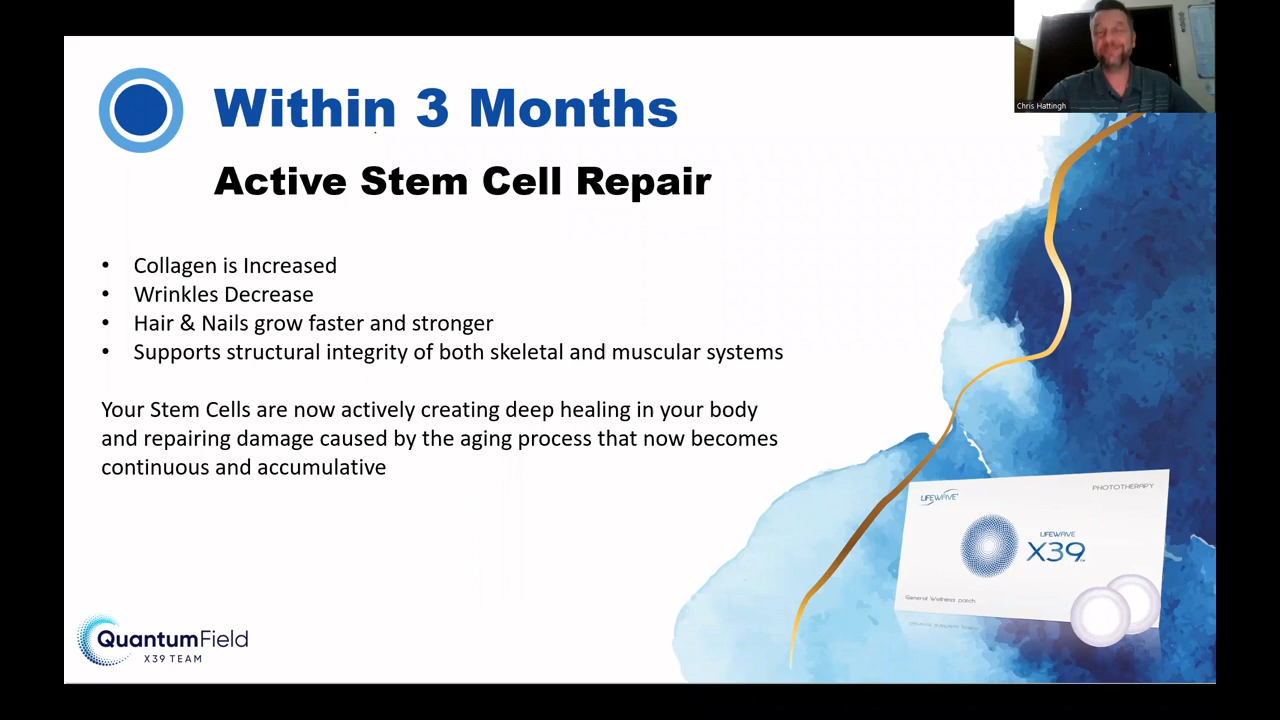 Within 3 Months
Chris Hattingh
Active Stem Cell Repair
• Collagen is Increased
• Wrinkles Decrease
• Hair & Nails grow faster and stronger
• Supports structural integrity of both skeletal and muscular systems
Your Stem Cells are now actively creating deep healing in your body
and repairing damage caused by the aging process that now becomes
continuous and accumulative
LIFEWAVE
PHOTOTHERAPY
LIFEWAVE
X39
General Wellness patch
QuantumField
X39 TEAM